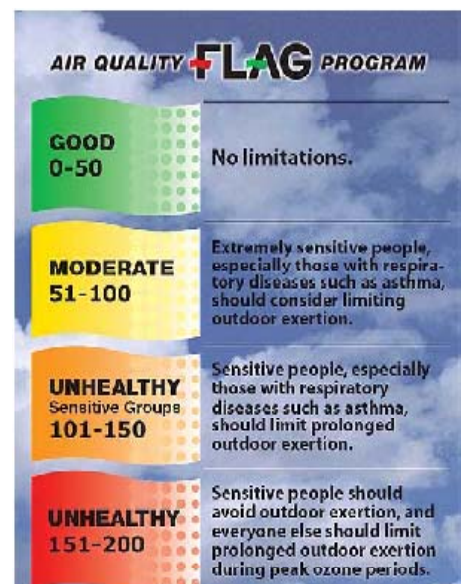 AIR QUALITY FLAG PROGRAM
GOOD
0-50
No limitations.
MODERATE
51-100
Extremely sensitive people,
especially those with respira-
tory diseases such as asthma,
should consider limiting
outdoor exertion.
UNHEALTHY
Sensitive Groups
101-150
Sensitive people, especially
those with respiratory
diseases such as asthma,
should limit prolonged
outdoor exertion.
UNHEALTHY
151-200
Sensitive people should
avoid outdoor exertion, and
everyone else should limit
prolonged outdoor exertion
during peak ozone periods.